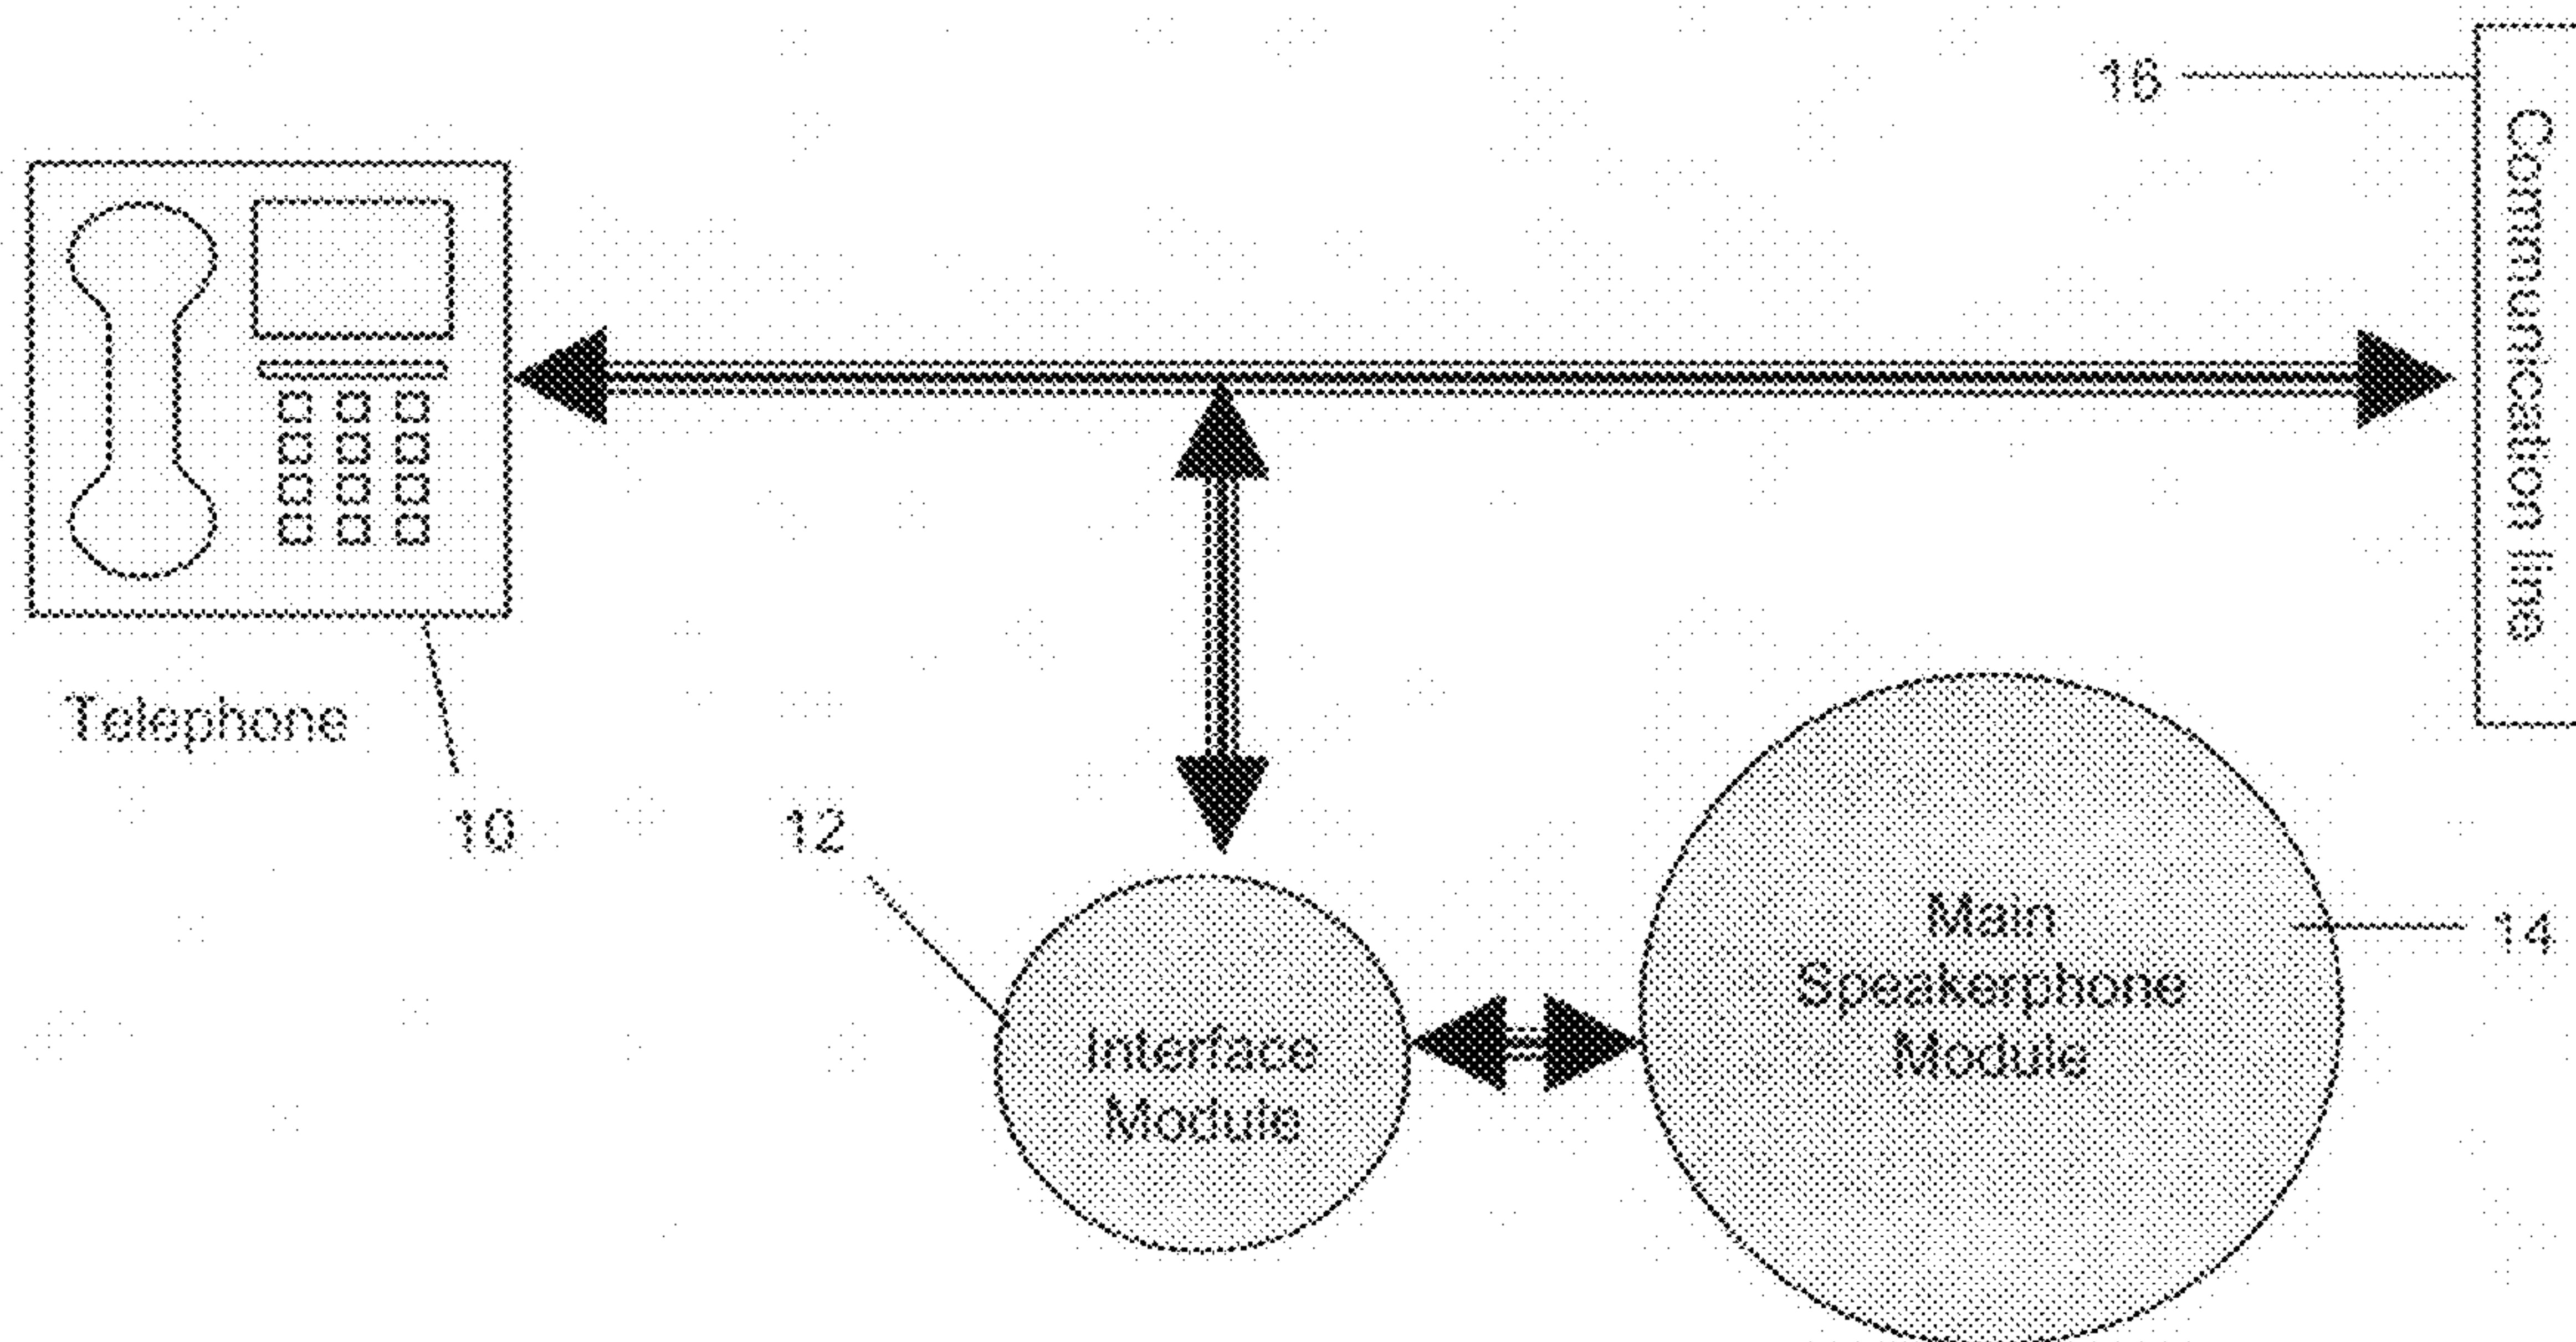 16
Communication line
Telephone
10
12
Main
Speakerphone
Module
14
Interface
Module